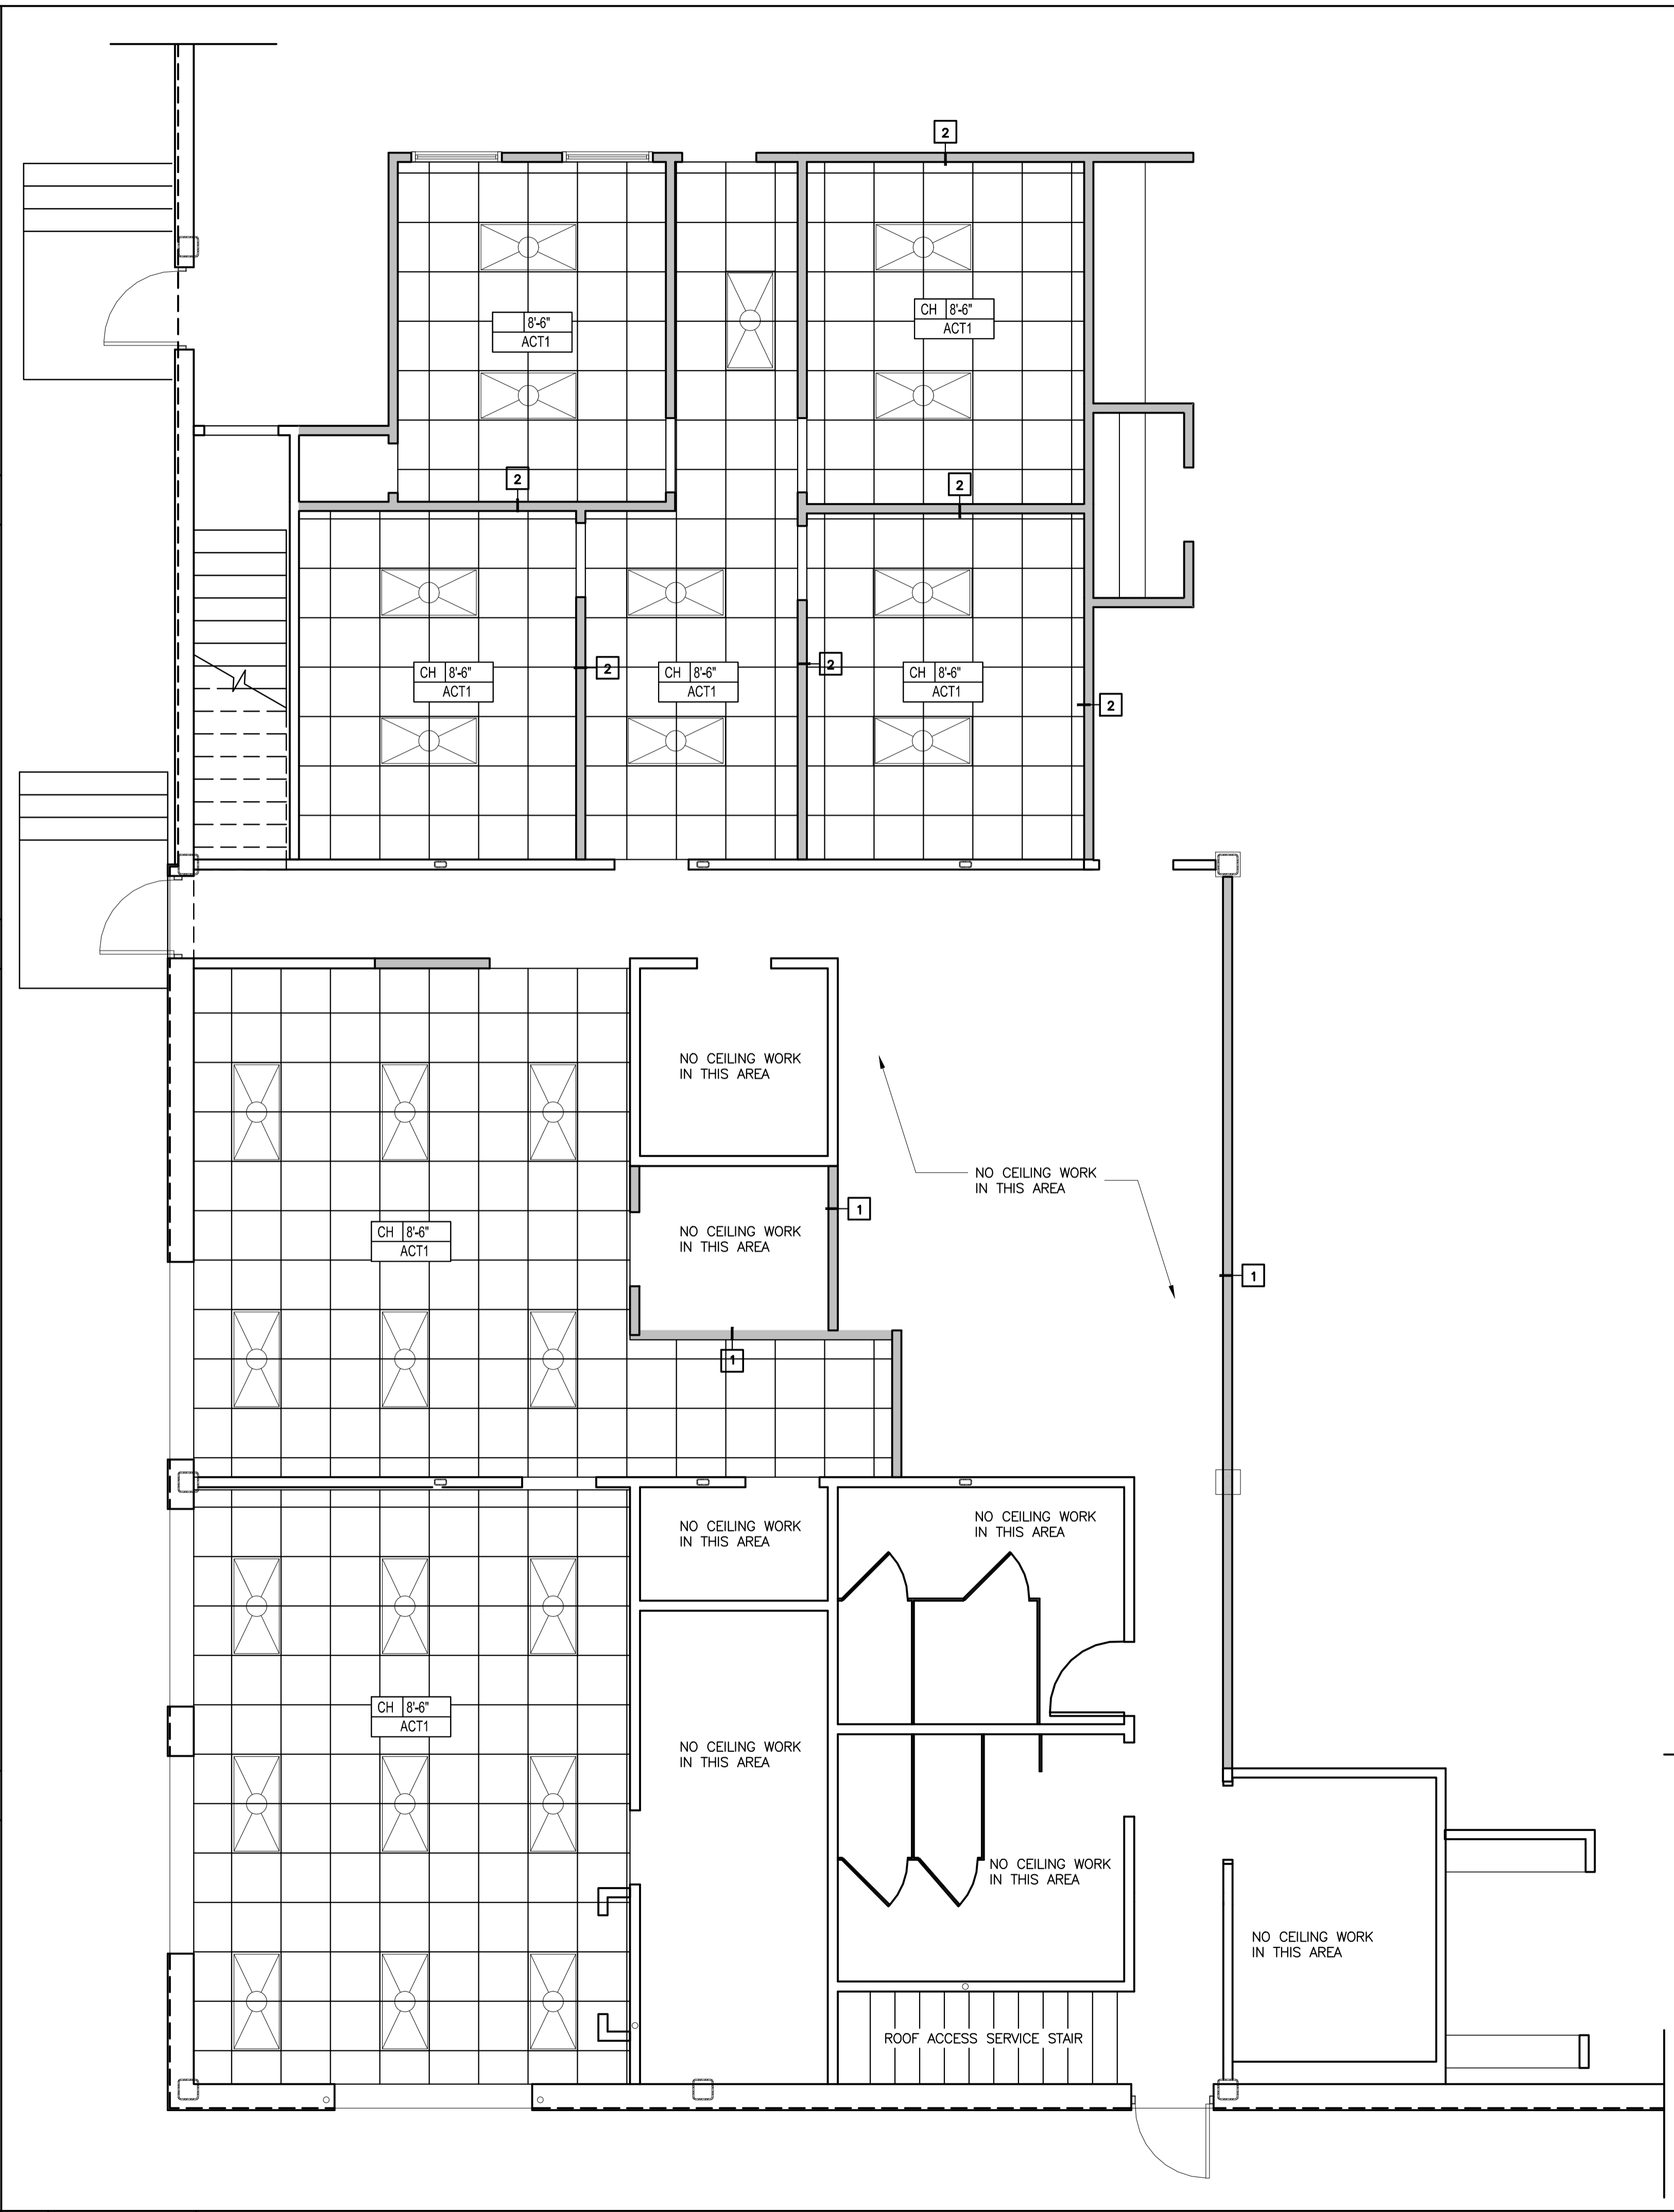 2
CH 8'-6"
ACT1
8'-6"
ACT1
2
2
CH 8'-6"
ACT1
2
CH 8'-6"
ACT1
2
CH 8'-6"
ACT1
2
NO CEILING WORK
IN THIS AREA
NO CEILING WORK
IN THIS AREA
1
CH 8'-6"
ACT1
NO CEILING WORK
IN THIS AREA
1
1
NO CEILING WORK
IN THIS AREA
NO CEILING WORK
IN THIS AREA
CH 8'-6"
ACT1
NO CEILING WORK
IN THIS AREA
NO CEILING WORK
IN THIS AREA
NO CEILING WORK
IN THIS AREA
ROOF ACCESS SERVICE STAIR